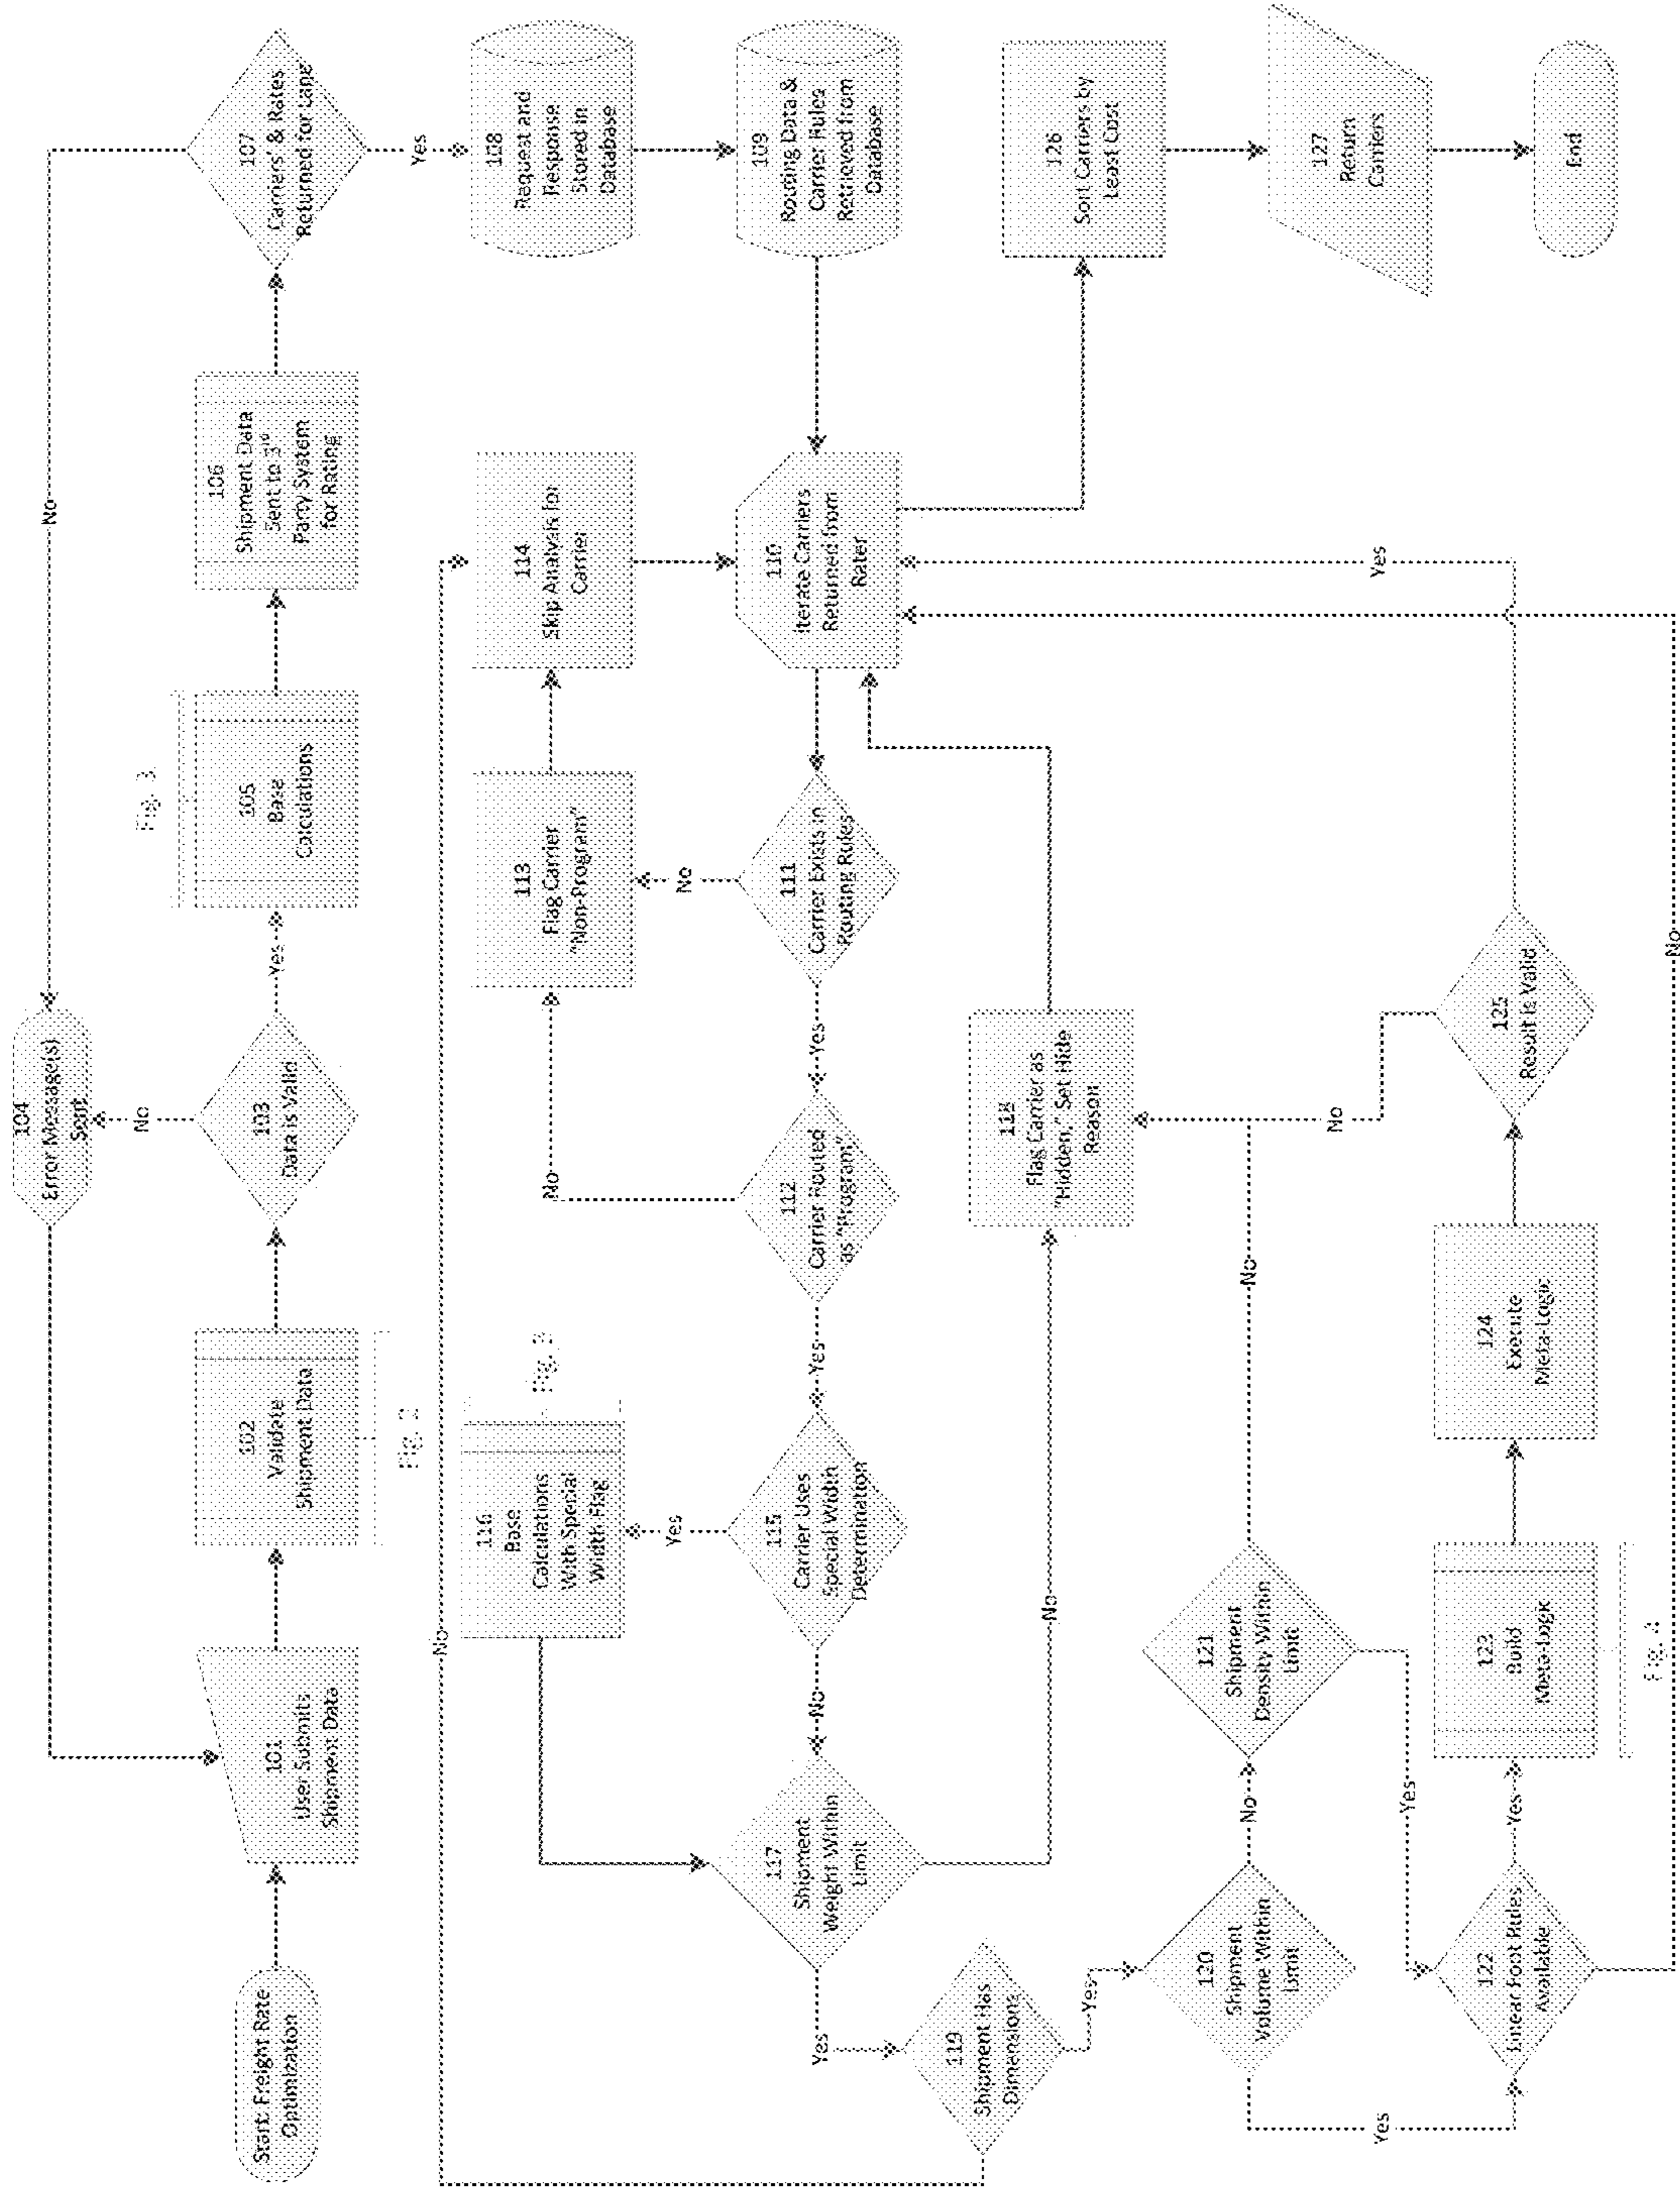 Start: Freight Rate
Optimization
101
User Submits
Shipment Data
102
Validate
Shipment Data
Fig. 2
103
Data is Valid
No
Yes
104
Error Message(s)
Sent
105
Base
Calculations
Fig. 3
106
Shipment Data
Sent to 3rd
Party System
for Rating
107
Carriers' & Rates
Returned for Lane
No
Yes
108
Request and
Response
Stored in
Database
109
Routing Data &
Carrier Rules
Retrieved from
Database
110
Iterate Carriers
Returned from
Rater
111
Carrier Exists in
Routing Rules
No
Yes
112
Carrier Routed
as "Program"
No
Yes
113
Flag Carrier
"Non-Program"
114
Skip Analysis for
Carrier
115
Carrier Uses
Special Width
Determination
Yes
No
116
Base
Calculations
With Special
Width Flag
Fig. 3
117
Shipment
Weight Within
Limit
No
Yes
118
Flag Carrier as
"Hidden," Set Hide
Reason
119
Shipment Has
Dimensions
No
Yes
120
Shipment
Volume Within
Limit
No
Yes
121
Shipment
Density Within
Limit
No
Yes
122
Linear Foot Rules
Available
Yes
No
123
Build
Meta-Logic
Fig. 4
124
Execute
Meta-Logic
125
Result is Valid
No
Yes
126
Sort Carriers by
Least Cost
127
Return
Carriers
End